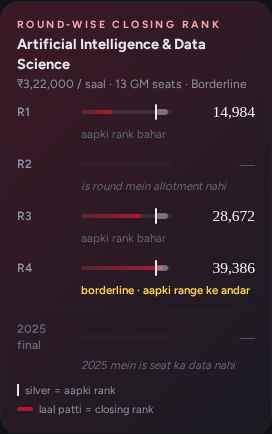 ROUND-WISE CLOSING RANK
Artificial Intelligence & Data
Science
₹3,22,000 / saal · 13 GM seats · Borderline
R1 14,984
aapki rank bahar
R2 —
is round mein allotment nahi
R3 28,672
aapki rank bahar
R4 39,386
borderline · aapki range ke andar
2025
final —
2025 mein is seat ka data nahi
silver = aapki rank
laal patti = closing rank